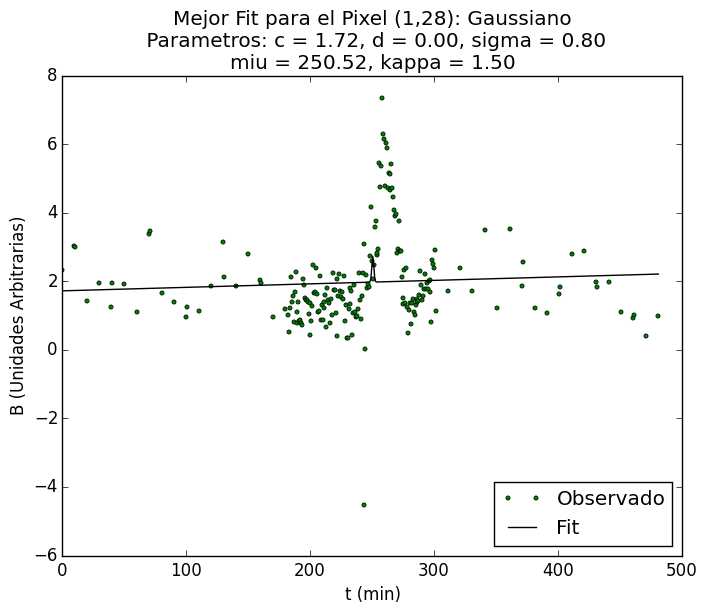 Mejor Fit para el Pixel (1,28): Gaussiano
Parametros: c = 1.72, d = 0.00, sigma = 0.80
miu = 250.52, kappa = 1.50
8
6
4
2
0
−2
−4
−6
B (Unidades Arbitrarias)
Observado
Fit
0 100 200 300 400 500
t (min)